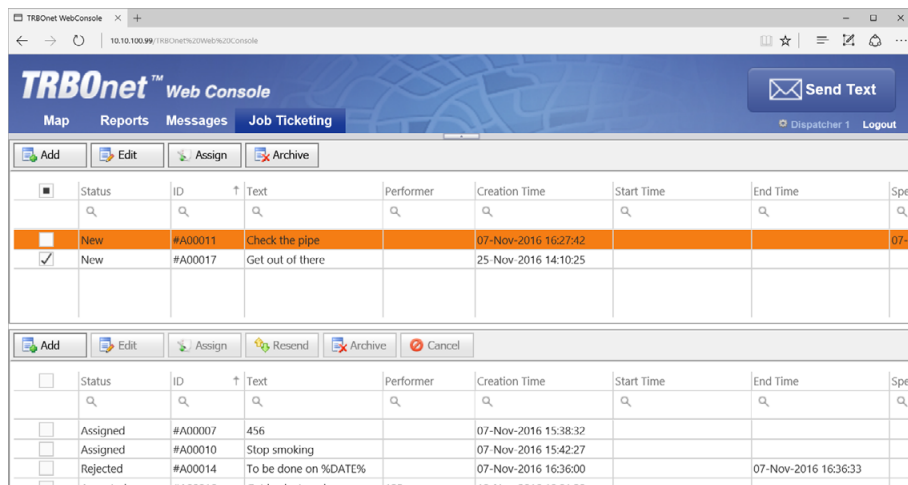 TRBOnet WebConsole
10.10.100.99/TRBOnet%20Web%20Console
TRBOnet™ Web Console
Send Text
Map Reports Messages Job Ticketing
Dispatcher 1 Logout
Add Edit Assign Archive
Status ID Text Performer Creation Time Start Time End Time Spe
New #A00011 Check the pipe 07-Nov-2016 16:27:42 07-
New #A00017 Get out of there 25-Nov-2016 14:10:25
Add Edit Assign Resend Archive Cancel
Status ID Text Performer Creation Time Start Time End Time Spe
Assigned #A00007 456 07-Nov-2016 15:38:32
Assigned #A00010 Stop smoking 07-Nov-2016 15:42:27
Rejected #A00014 To be done on %DATE% 07-Nov-2016 16:36:00 07-Nov-2016 16:36:33